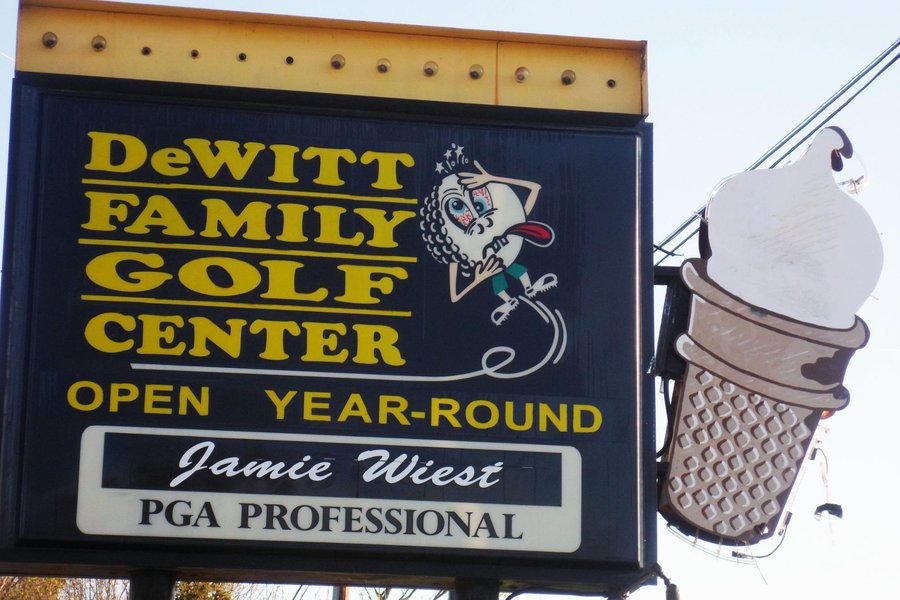 DeWITT
FAMILY
GOLF
CENTER
OPEN YEAR-ROUND
Jamie Wiest
PGA PROFESSIONAL